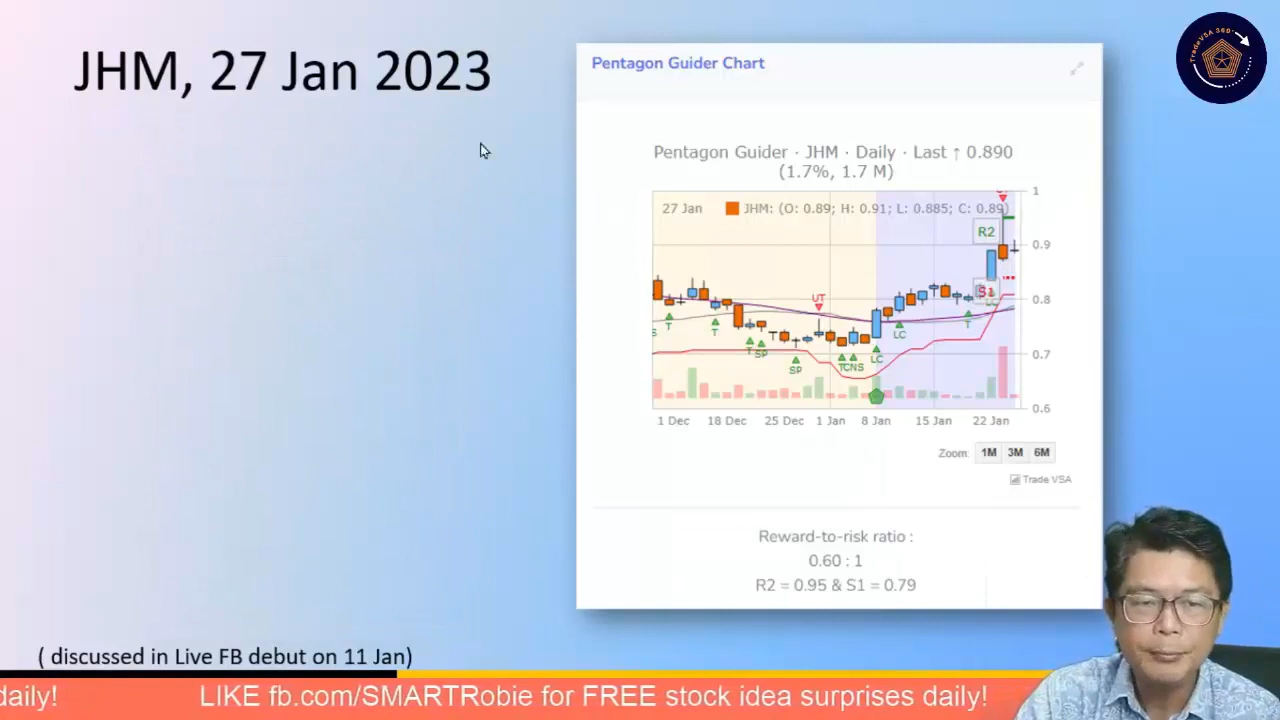 JHM, 27 Jan 2023
Pentagon Guider Chart
TradeVSA 360°
Pentagon Guider · JHM · Daily · Last ↑ 0.890
(1.7%, 1.7 M)
27 Jan JHM: (O: 0.89; H: 0.91; L: 0.885; C: 0.89)
1
R2
0.9
S1
UT
0.8
LC
T
T
T
S
LC
T
SP
0.7
TCNS
LC
SP
0.6
1 Dec 18 Dec 25 Dec 1 Jan 8 Jan 15 Jan 22 Jan
Zoom: 1M 3M 6M
Trade VSA
Reward-to-risk ratio :
0.60 : 1
R2 = 0.95 & S1 = 0.79
( discussed in Live FB debut on 11 Jan)
daily! LIKE fb.com/SMARTRobie for FREE stock idea surprises daily!